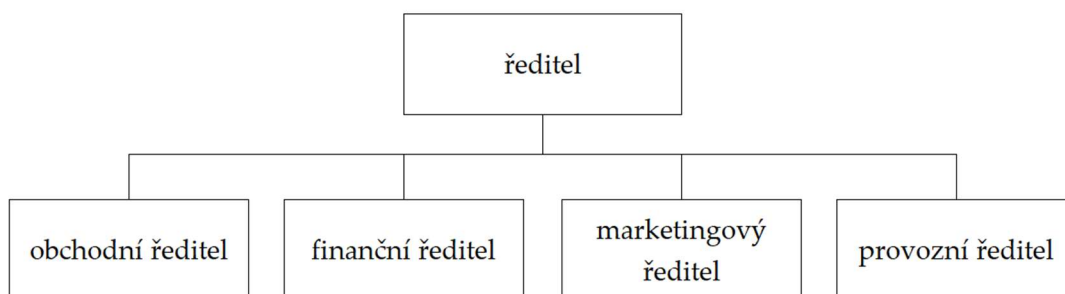 ředitel
obchodní ředitel
finanční ředitel
marketingový
ředitel
provozní ředitel